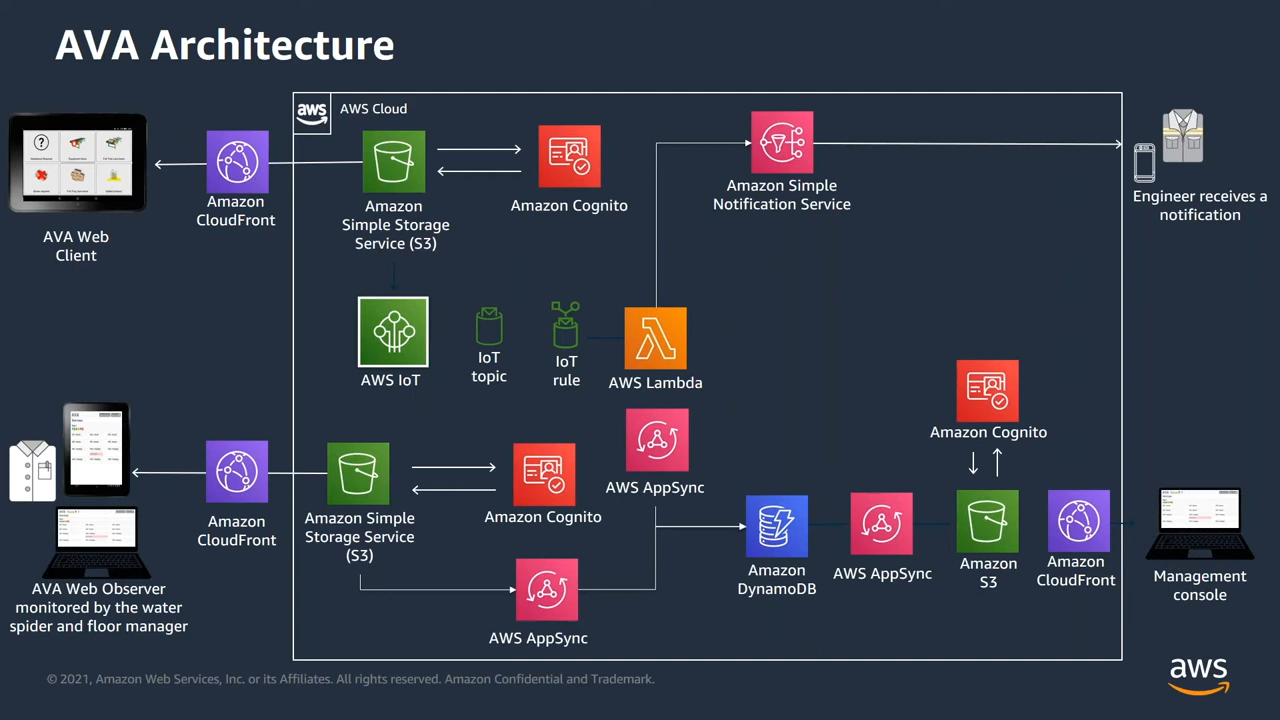 AVA Architecture
aws
AWS Cloud
Amazon
CloudFront
AVA Web
Client
Amazon
Simple Storage
Service (S3)
Amazon Cognito
Amazon Simple
Notification Service
Engineer receives a
notification
AWS IoT
IoT
topic
IoT
rule
AWS Lambda
Amazon Cognito
AWS AppSync
Amazon
CloudFront
Amazon Simple
Storage Service
(S3)
Amazon Cognito
AVA Web Observer
monitored by the water
spider and floor manager
AWS AppSync
Amazon
DynamoDB
AWS AppSync
Amazon
S3
Amazon
CloudFront
Management
console
© 2021, Amazon Web Services, Inc. or its Affiliates. All rights reserved. Amazon Confidential and Trademark.
aws